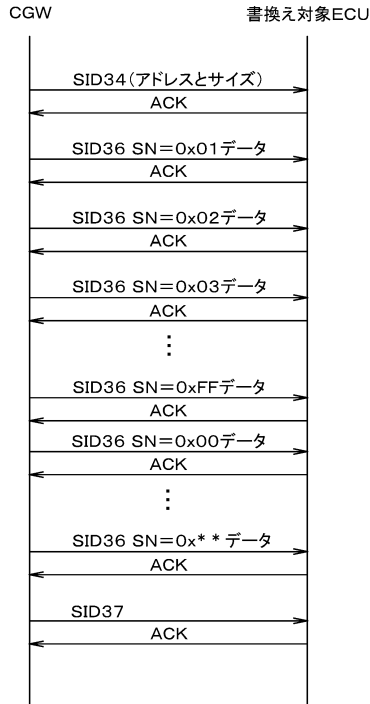 CGW
書換え対象ECU
SID34(アドレスとサイズ)
ACK
SID36 SN=0x01データ
ACK
SID36 SN=0x02データ
ACK
SID36 SN=0x03データ
ACK
⋮
SID36 SN=0xFFデータ
ACK
SID36 SN=0x00データ
ACK
⋮
SID36 SN=0x**データ
ACK
SID37
ACK